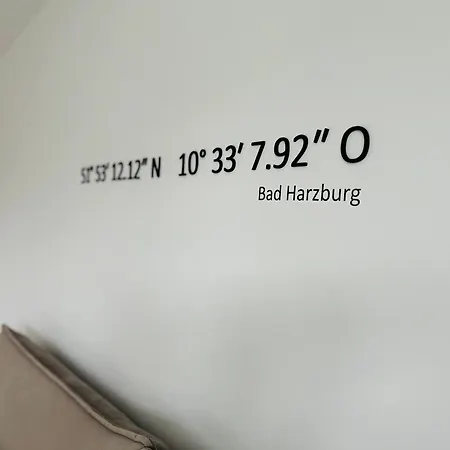 51° 53′ 12.12″ N 10° 33′ 7.92″ O
Bad Harzburg